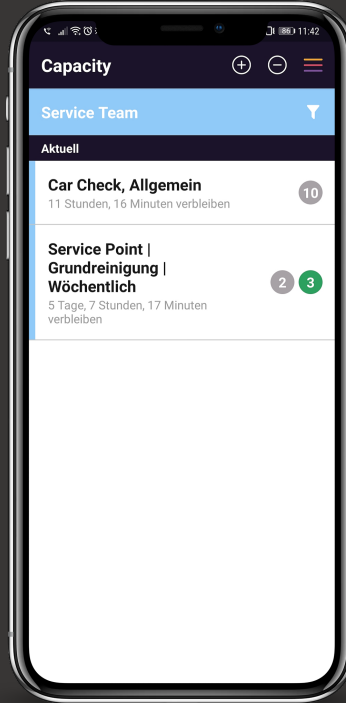 86 11:42
Capacity
Service Team
Aktuell
Car Check, Allgemein
11 Stunden, 16 Minuten verbleiben
10
Service Point |
Grundreinigung |
Wöchentlich
2 3
5 Tage, 7 Stunden, 17 Minuten
verbleiben